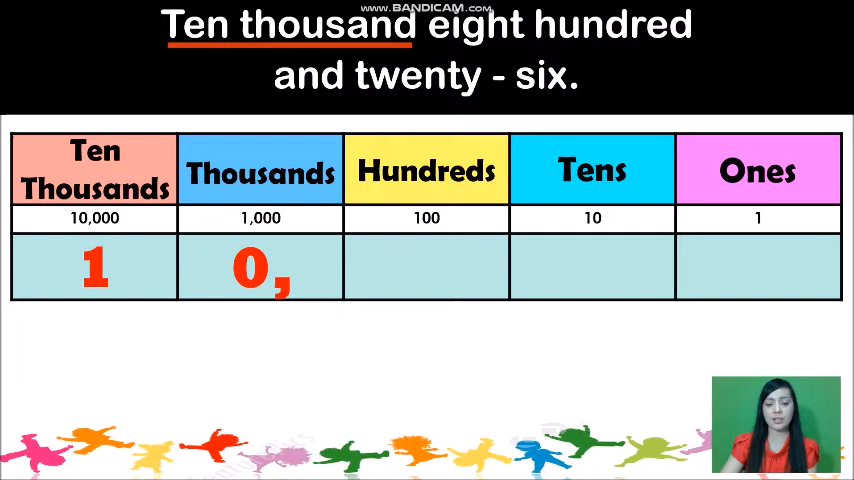 WWW.BANDICAM.COM
Ten thousand eight hundred
and twenty - six.
Ten Thousands Thousands Hundreds Tens Ones
10,000 1,000 100 10 1
1 0,